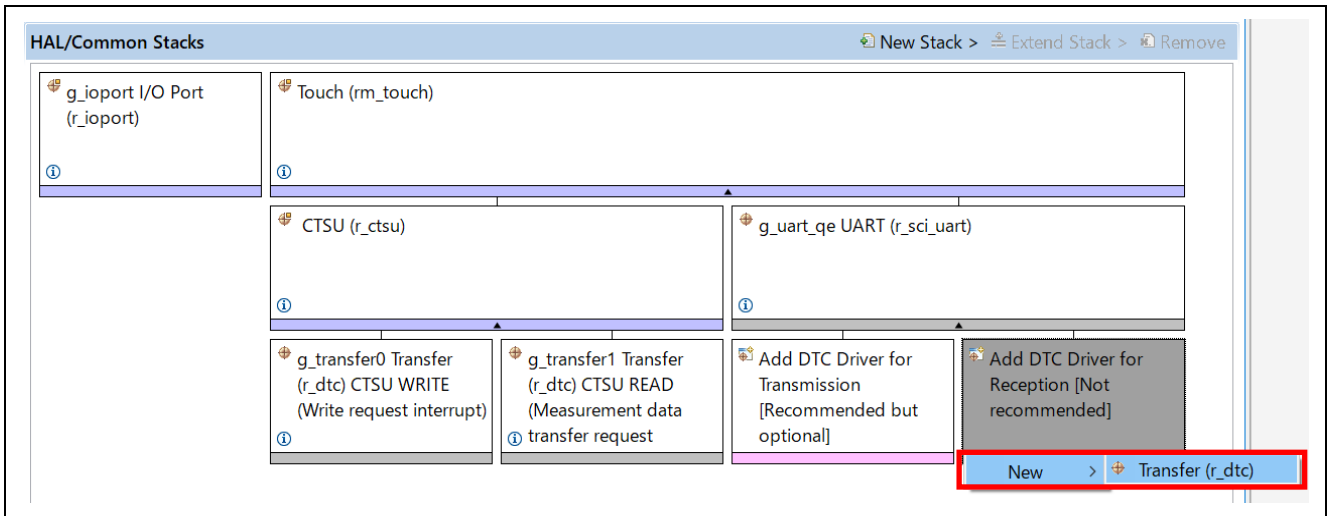 HAL/Common Stacks
New Stack > Extend Stack > Remove
g_ioport I/O Port
(r_ioport)
Touch (rm_touch)
CTSU (r_ctsu)
g_uart_qe UART (r_sci_uart)
g_transfer0 Transfer
(r_dtc) CTSU WRITE
(Write request interrupt)
g_transfer1 Transfer
(r_dtc) CTSU READ
(Measurement data
transfer request
Add DTC Driver for
Transmission
[Recommended but
optional]
Add DTC Driver for
Reception [Not
recommended]
New > Transfer (r_dtc)